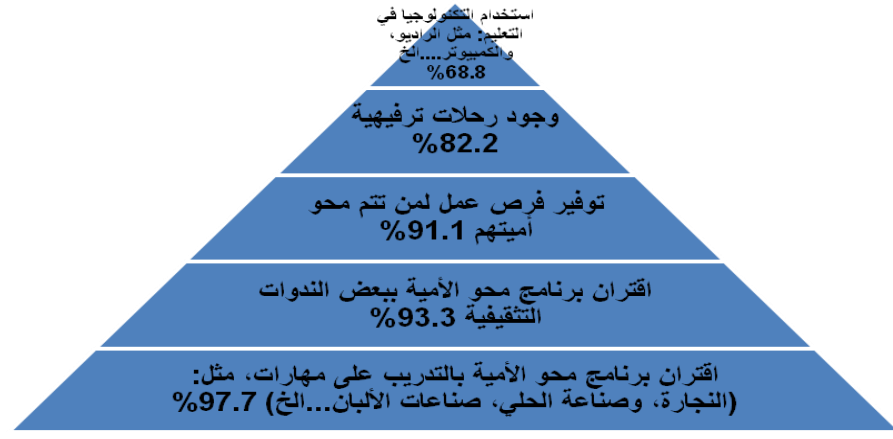 استخدام التكنولوجيا في
التعليم: مثل الراديو،
والكمبيوتر....الخ
68.8%
وجود رحلات ترفيهية
82.2%
توفير فرص عمل لمن تتم محو
أميتهم 91.1%
اقتران برنامج محو الأمية ببعض الندوات
التثقيفية 93.3%
اقتران برنامج محو الأمية بالتدريب على مهارات، مثل:
(النجارة، وصناعة الحلي، صناعات الألبان...الخ) 97.7%